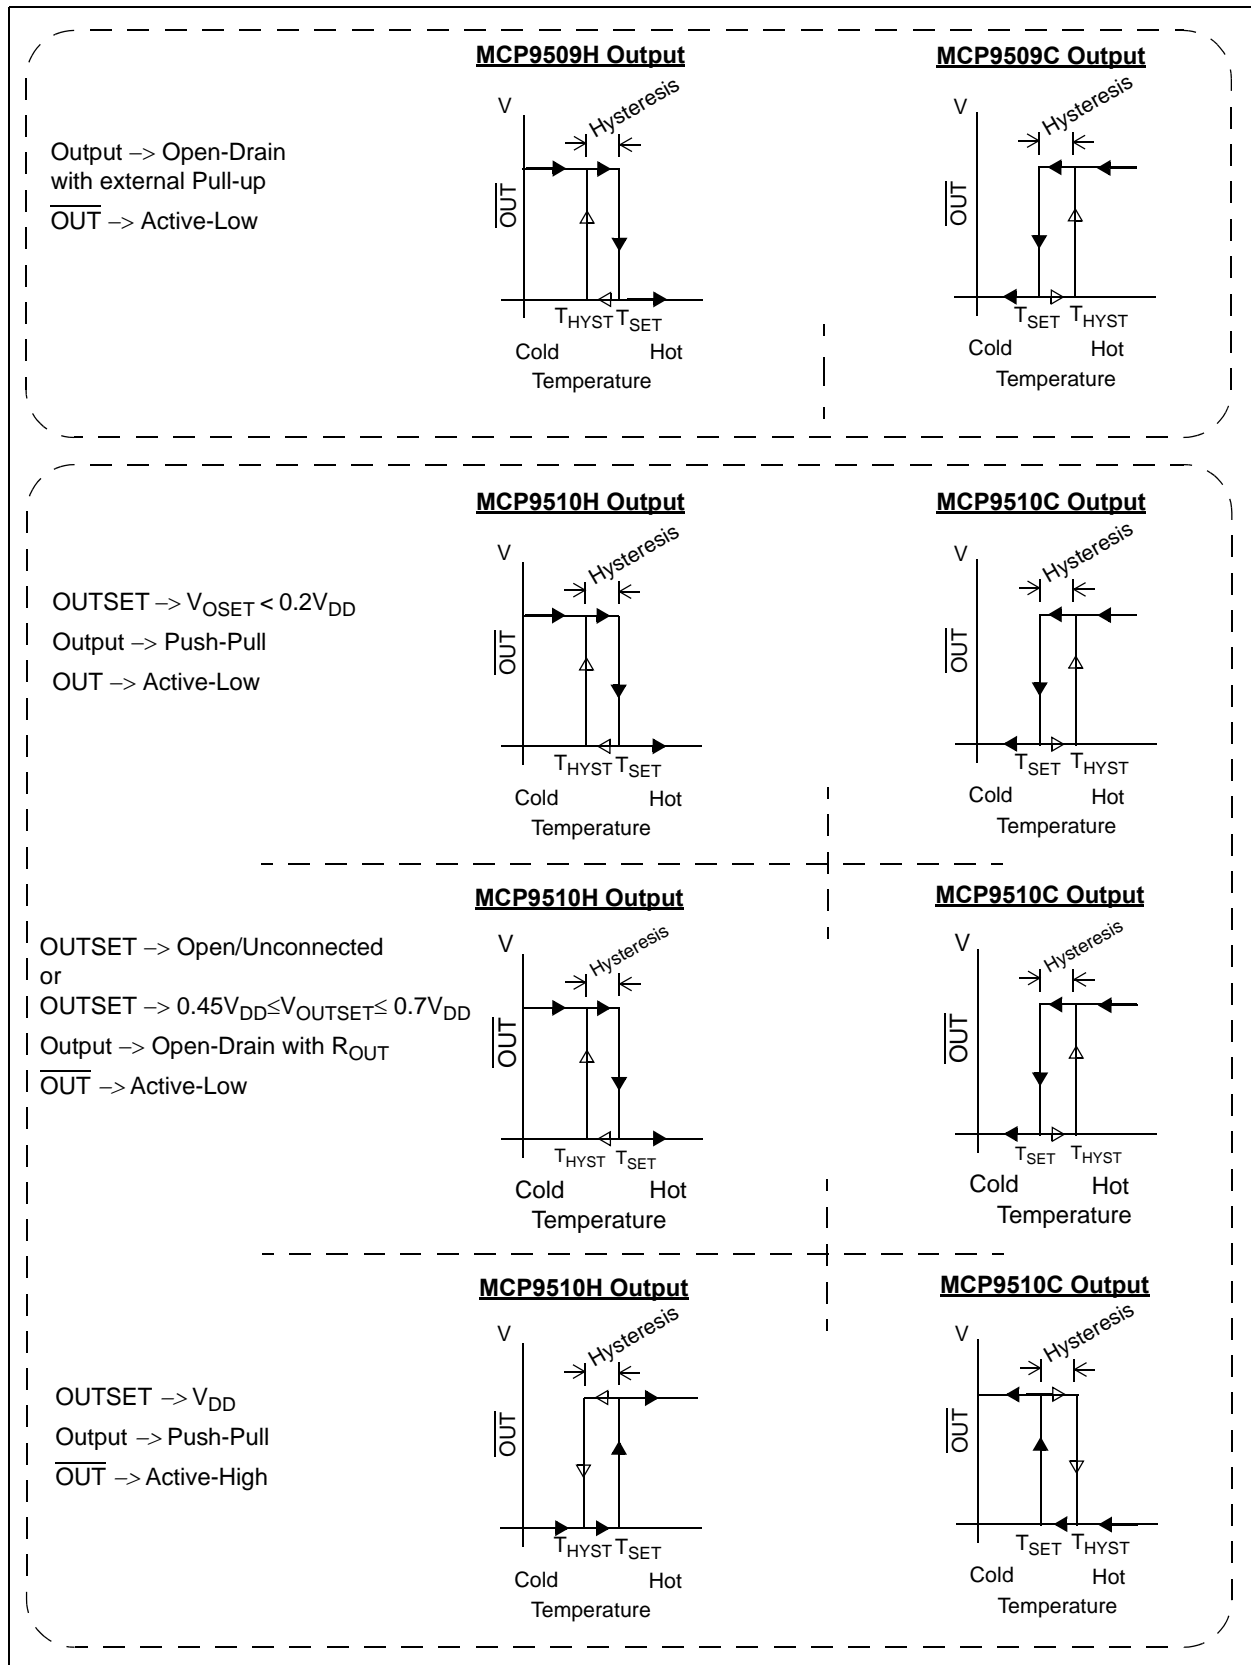 MCP9509H Output
MCP9509C Output
Output –> Open-Drain
with external Pull-up
OUT –> Active-Low
V
Hysteresis
OUT
THYST TSET
Cold Hot
Temperature
V
Hysteresis
OUT
TSET THYST
Cold Hot
Temperature
MCP9510H Output
MCP9510C Output
OUTSET –> VOSET < 0.2VDD
Output –> Push-Pull
OUT –> Active-Low
V
Hysteresis
OUT
THYST TSET
Cold Hot
Temperature
V
Hysteresis
OUT
TSET THYST
Cold Hot
Temperature
MCP9510H Output
MCP9510C Output
OUTSET –> Open/Unconnected
or
OUTSET –> 0.45VDD≤VOUTSET≤ 0.7VDD
Output –> Open-Drain with ROUT
OUT –> Active-Low
V
Hysteresis
OUT
THYST TSET
Cold Hot
Temperature
V
Hysteresis
OUT
TSET THYST
Cold Hot
Temperature
MCP9510H Output
MCP9510C Output
OUTSET –> VDD
Output –> Push-Pull
OUT –> Active-High
V
Hysteresis
OUT
THYST TSET
Cold Hot
Temperature
V
Hysteresis
OUT
TSET THYST
Cold Hot
Temperature